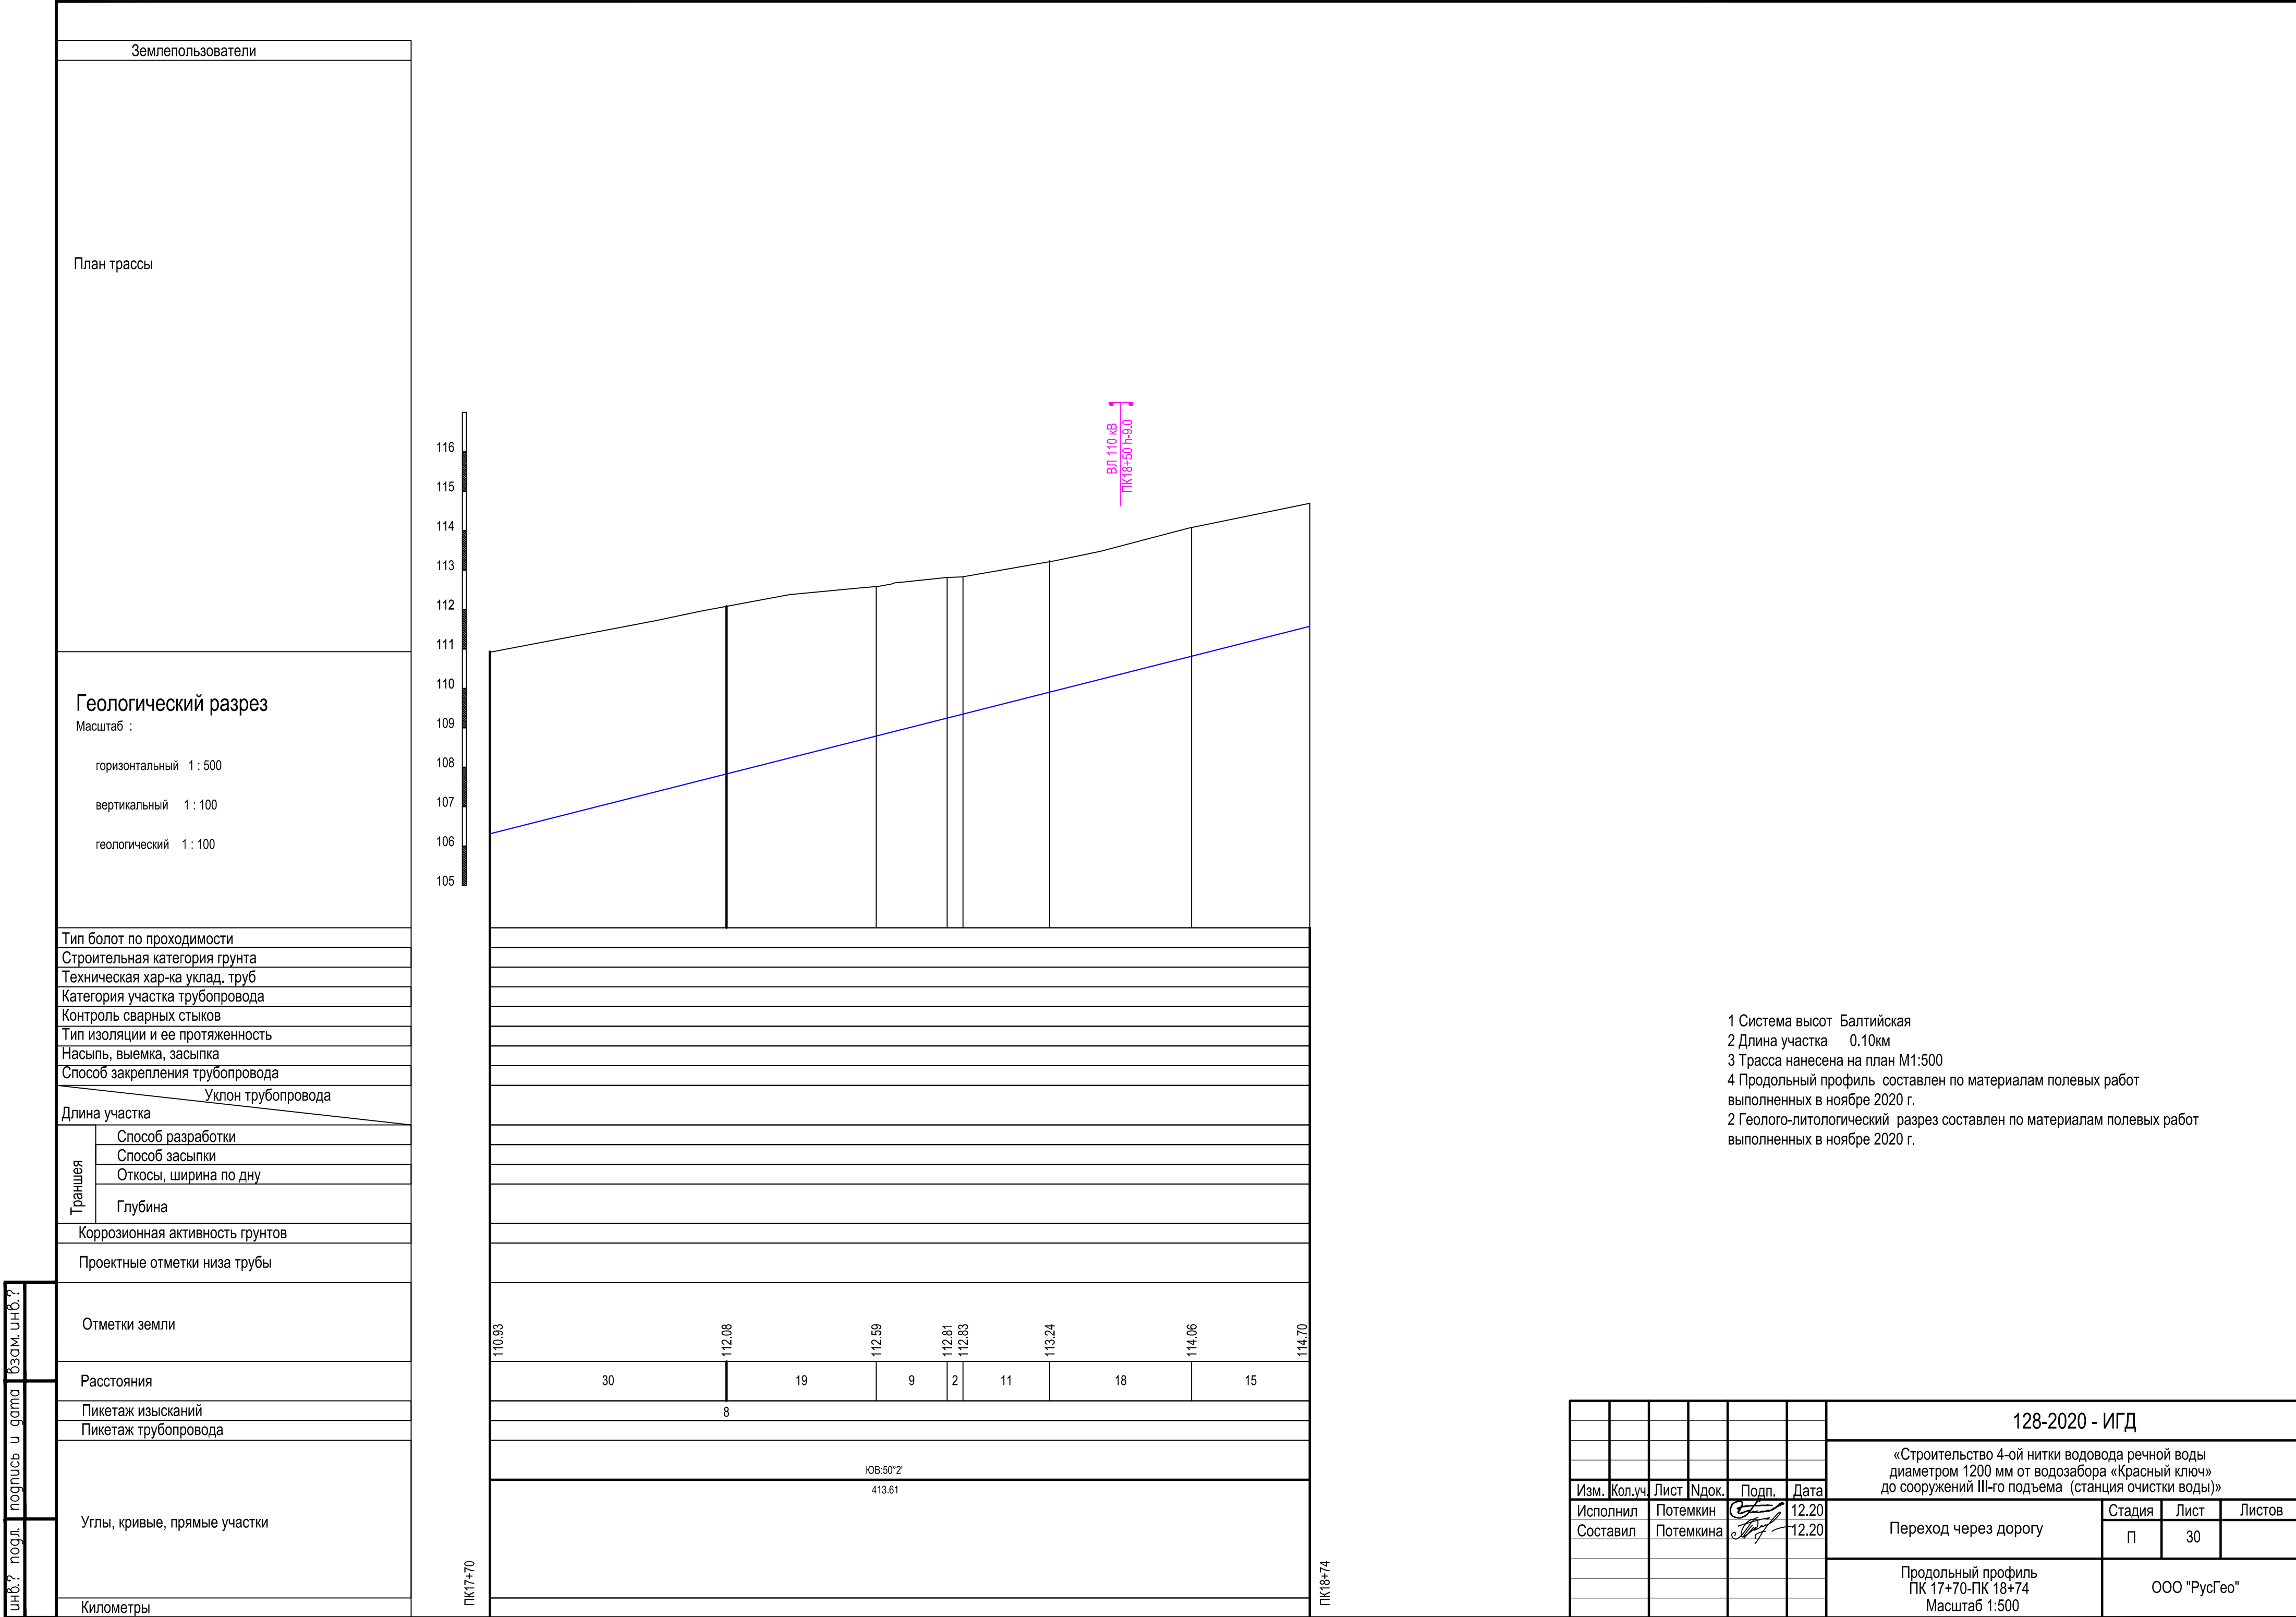 Землепользователи
План трассы
ВЛ 110 кВ
ПК18+50 h-9.0
116
115
114
113
112
111
110
109
108
107
106
105
Геологический разрез
Масштаб :
горизонтальный 1 : 500
вертикальный 1 : 100
геологический 1 : 100
Тип болот по проходимости
Строительная категория грунта
Техническая хар-ка уклад. труб
Категория участка трубопровода
Контроль сварных стыков
Тип изоляции и ее протяженность
Насыпь, выемка, засыпка
Способ закрепления трубопровода
Уклон трубопровода
Длина участка
Траншея
Способ разработки
Способ засыпки
Откосы, ширина по дну
Глубина
Коррозионная активность грунтов
Проектные отметки низа трубы
Отметки земли
110.93 112.08 112.59 112.81 112.83 113.24 114.06 114.70
Расстояния
30 19 9 2 11 18 15
Пикетаж изысканий
8
Пикетаж трубопровода
Углы, кривые, прямые участки
ЮВ:50°2'
413.61
ПК17+70
ПК18+74
Километры
1 Система высот Балтийская
2 Длина участка 0.10км
3 Трасса нанесена на план М1:500
4 Продольный профиль составлен по материалам полевых работ
выполненных в ноябре 2020 г.
2 Геолого-литологический разрез составлен по материалам полевых работ
выполненных в ноябре 2020 г.
взам. инв.?
подпись и дата
инв.? подл.
128-2020 - ИГД
«Строительство 4-ой нитки водовода речной воды
диаметром 1200 мм от водозабора «Красный ключ»
до сооружений III-го подъема (станция очистки воды)»
Изм. Кол.уч. Лист Nдок. Подп. Дата
Исполнил Потемкин 12.20
Составил Потемкина 12.20
Переход через дорогу
Стадия Лист Листов
П 30
Продольный профиль
ПК 17+70-ПК 18+74
Масштаб 1:500
ООО "РусГео"